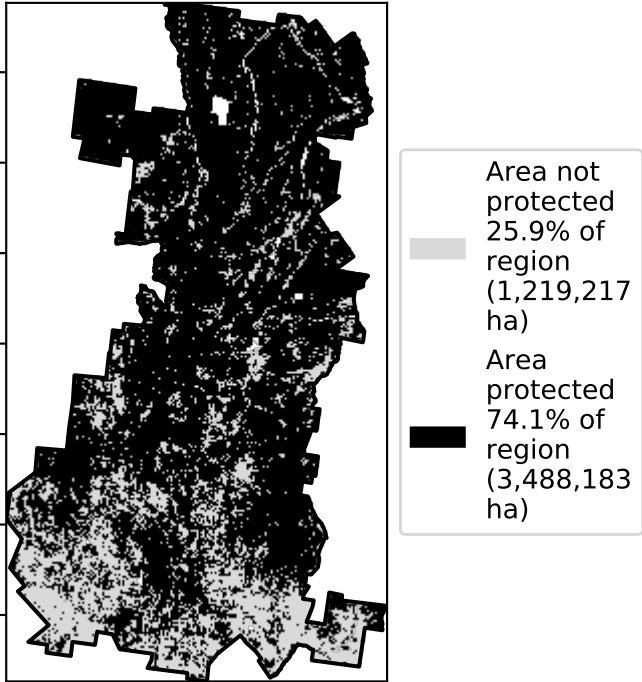 Area not
protected
25.9% of
region
(1,219,217
ha)
Area
protected
74.1% of
region
(3,488,183
ha)